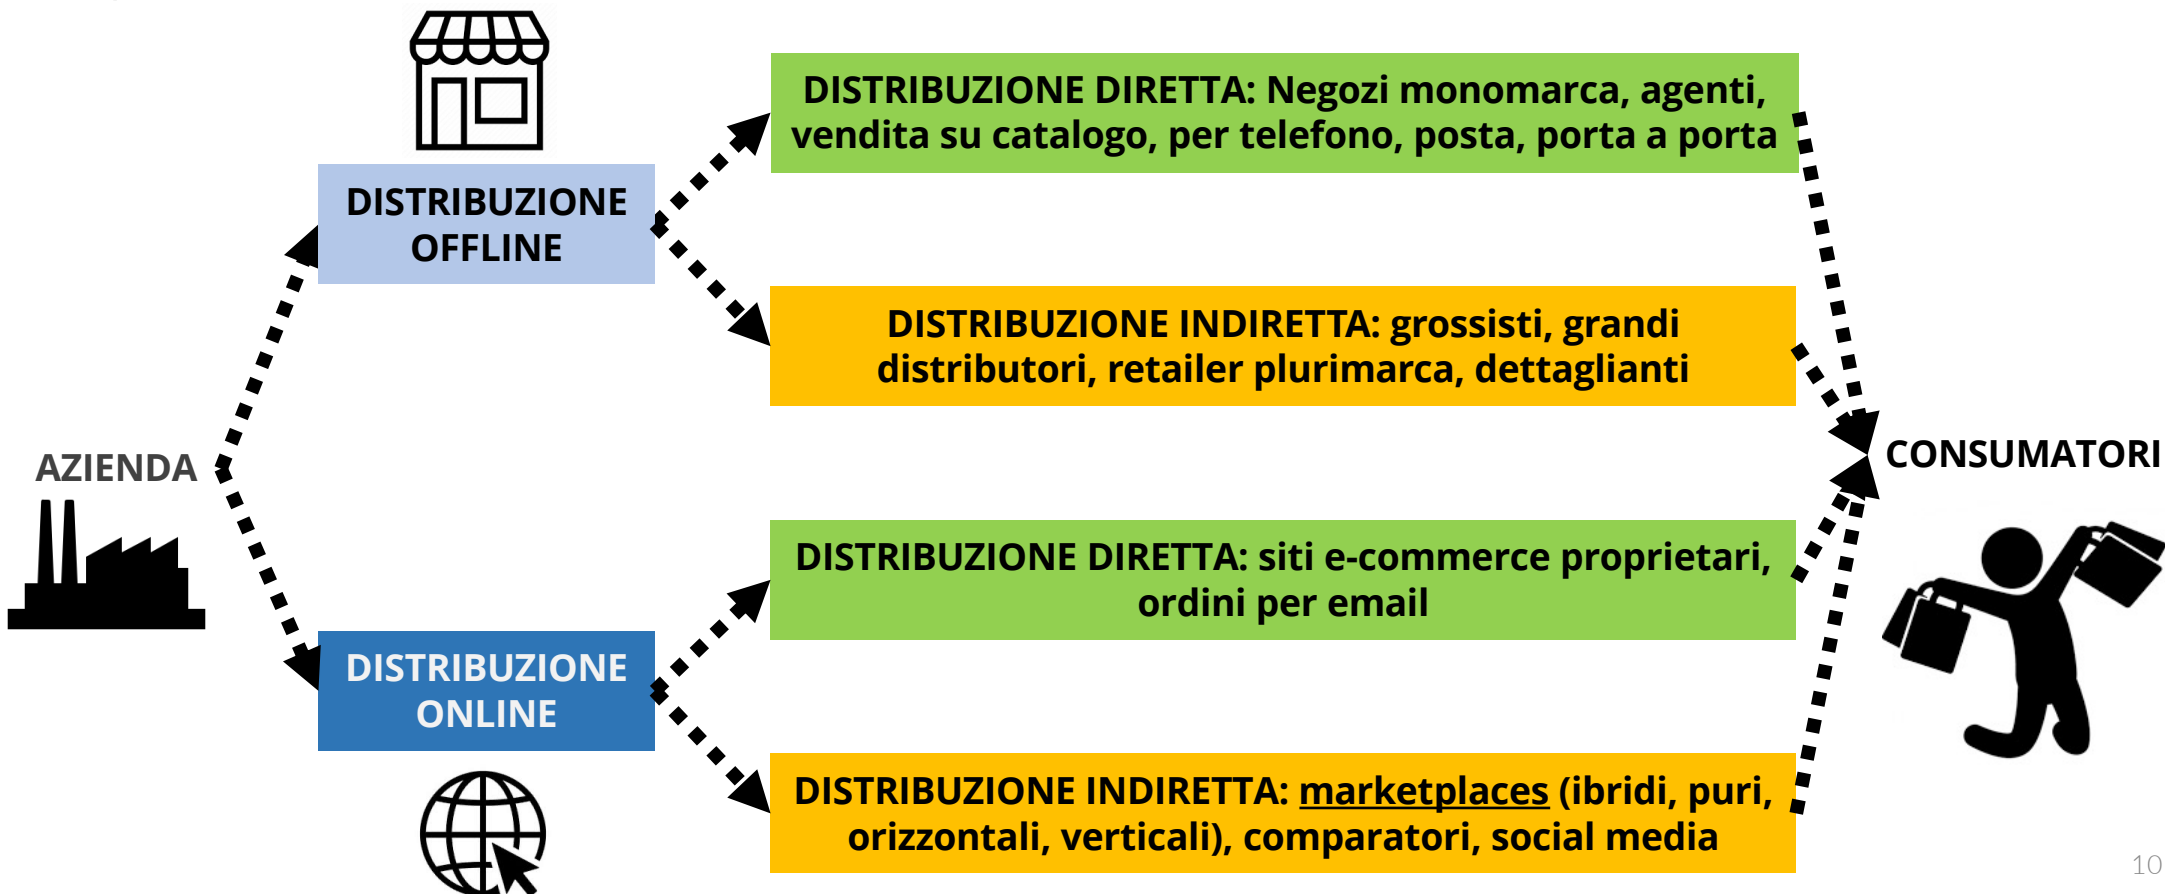 DISTRIBUZIONE DIRETTA: Negozi monomarca, agenti,
vendita su catalogo, per telefono, posta, porta a porta
DISTRIBUZIONE
OFFLINE
DISTRIBUZIONE INDIRETTA: grossisti, grandi
distributori, retailer plurimarca, dettaglianti
AZIENDA
CONSUMATORI
DISTRIBUZIONE DIRETTA: siti e-commerce proprietari,
ordini per email
DISTRIBUZIONE
ONLINE
DISTRIBUZIONE INDIRETTA: marketplaces (ibridi, puri,
orizzontali, verticali), comparatori, social media
10